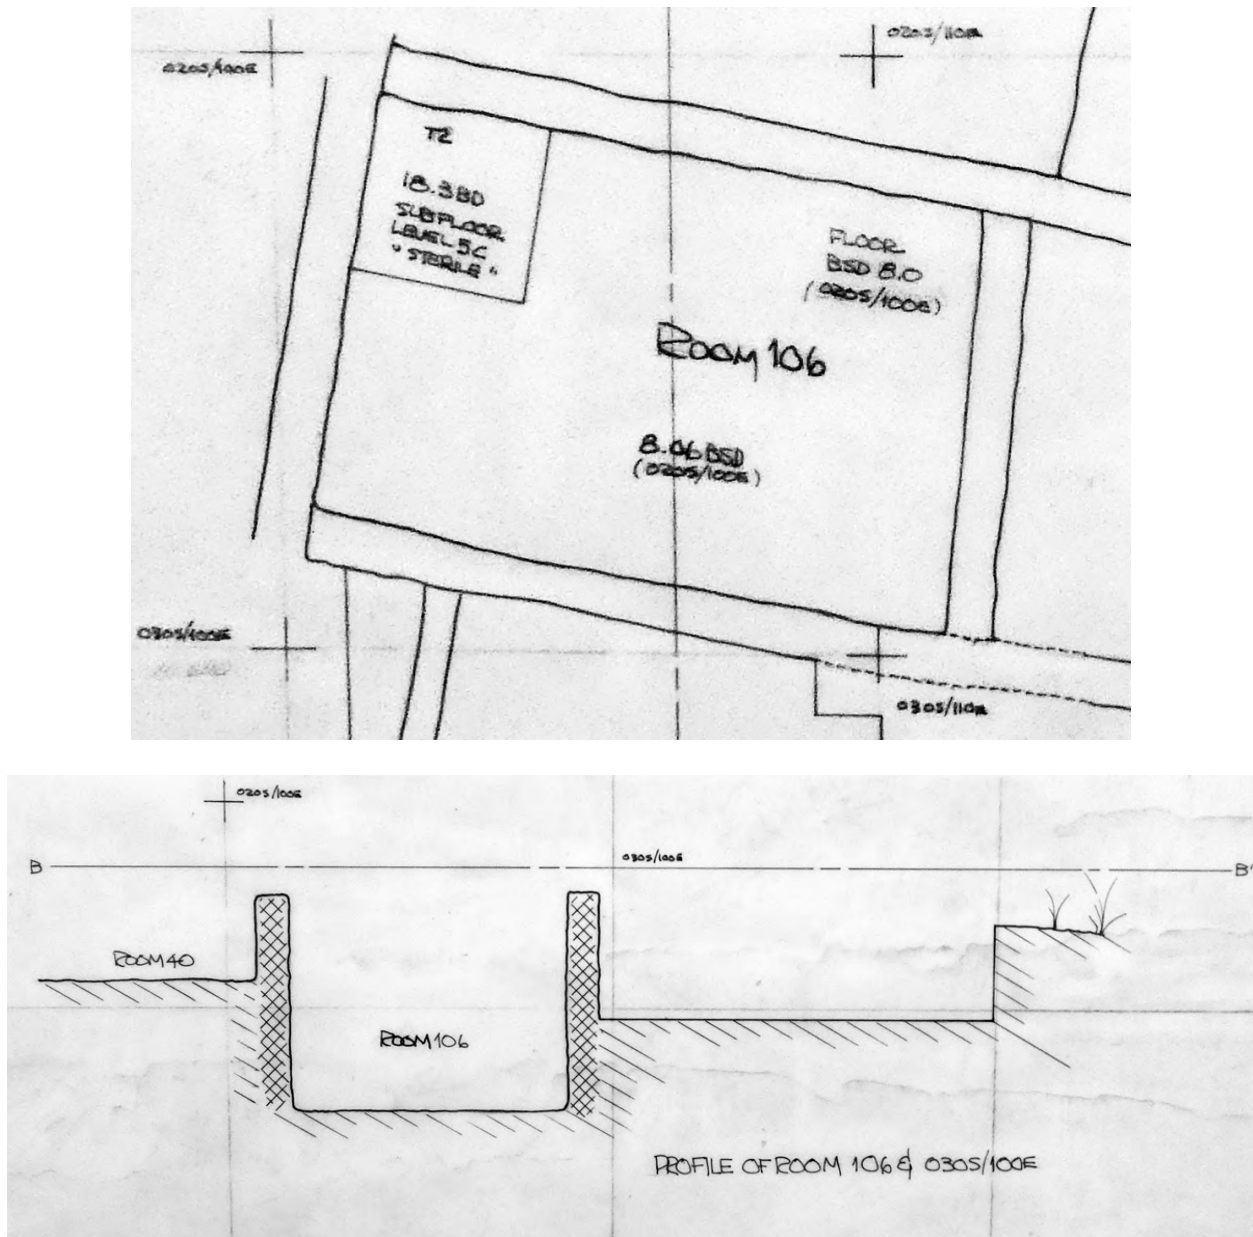 020S/110E
020S/100E
T2
18.3 BD
SUBFLOOR
LEVEL 5C
"STERILE"
FLOOR
BSD 8.0
(020S/100E)
ROOM 106
8.06 BSD
(020S/100E)
030S/100E
030S/110E
020S/100E
B
030S/100E
B'
ROOM 40
ROOM 106
PROFILE OF ROOM 106 & 030S/100E